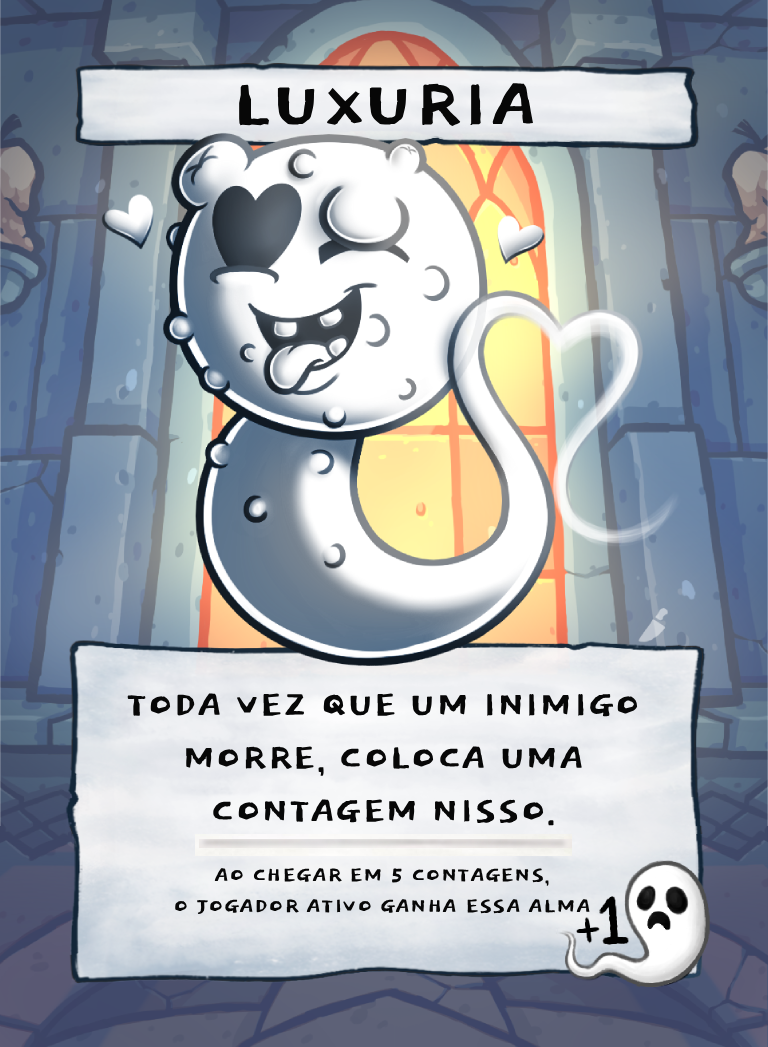 LUXURIA
TODA VEZ QUE UM INIMIGO
MORRE, COLOCA UMA
CONTAGEM NISSO.
AO CHEGAR EM 5 CONTAGENS,
O JOGADOR ATIVO GANHA ESSA ALMA
+1